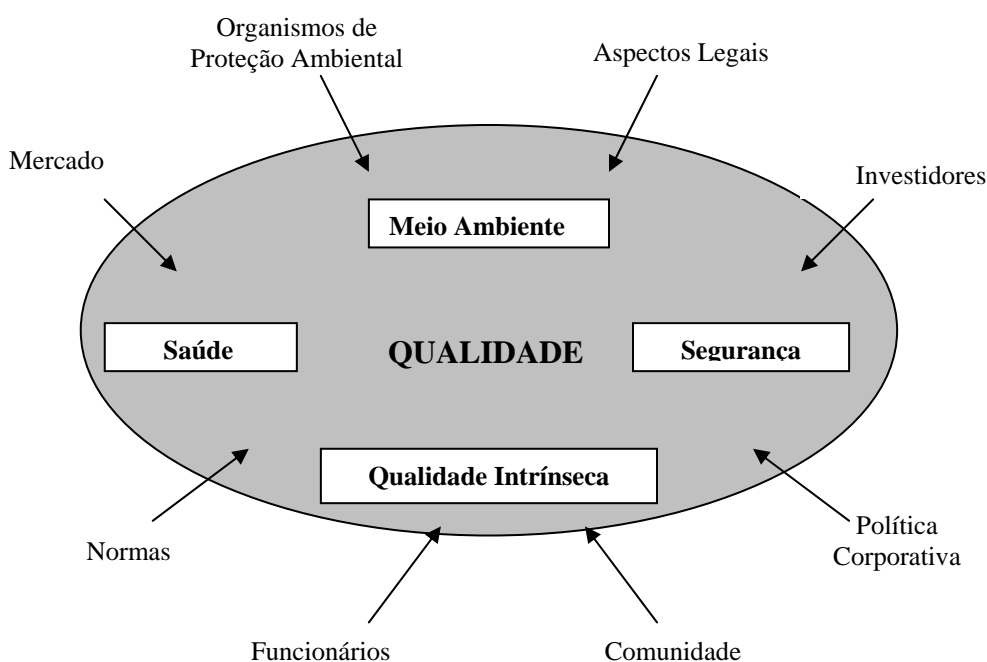 Organismos de
Proteção Ambiental
Aspectos Legais
Mercado
Investidores
Meio Ambiente
Saúde
QUALIDADE
Segurança
Qualidade Intrínseca
Normas
Política
Corporativa
Funcionários
Comunidade